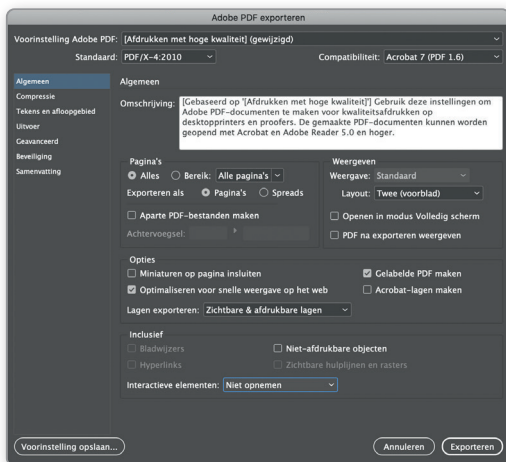 Adobe PDF exporteren
Voorinstelling Adobe PDF: [Afdrukken met hoge kwaliteit] (gewijzigd)
Standaard: PDF/X-4:2010 Compatibiliteit: Acrobat 7 (PDF 1.6)
Algemeen
Compressie
Tekens en afloopgebied
Uitvoer
Geavanceerd
Beveiliging
Samenvatting
Algemeen
Omschrijving: [Gebaseerd op '[Afdrukken met hoge kwaliteit]'] Gebruik deze instellingen om
Adobe PDF-documenten te maken voor kwaliteitsafdrukken op
desktopprinters en proofers. De gemaakte PDF-documenten kunnen worden
geopend met Acrobat en Adobe Reader 5.0 en hoger.
Pagina's
Alles Bereik: Alle pagina's
Exporteren als Pagina's Spreads
Aparte PDF-bestanden maken
Achtervoegsel:
Weergeven
Weergave: Standaard
Layout: Twee (voorblad)
Openen in modus Volledig scherm
PDF na exporteren weergeven
Opties
Miniaturen op pagina insluiten Gelabelde PDF maken
Optimaliseren voor snelle weergave op het web Acrobat-lagen maken
Lagen exporteren: Zichtbare & afdrukbare lagen
Inclusief
Bladwijzers Niet-afdrukbare objecten
Hyperlinks Zichtbare hulplijnen en rasters
Interactieve elementen: Niet opnemen
Voorinstelling opslaan... Annuleren Exporteren